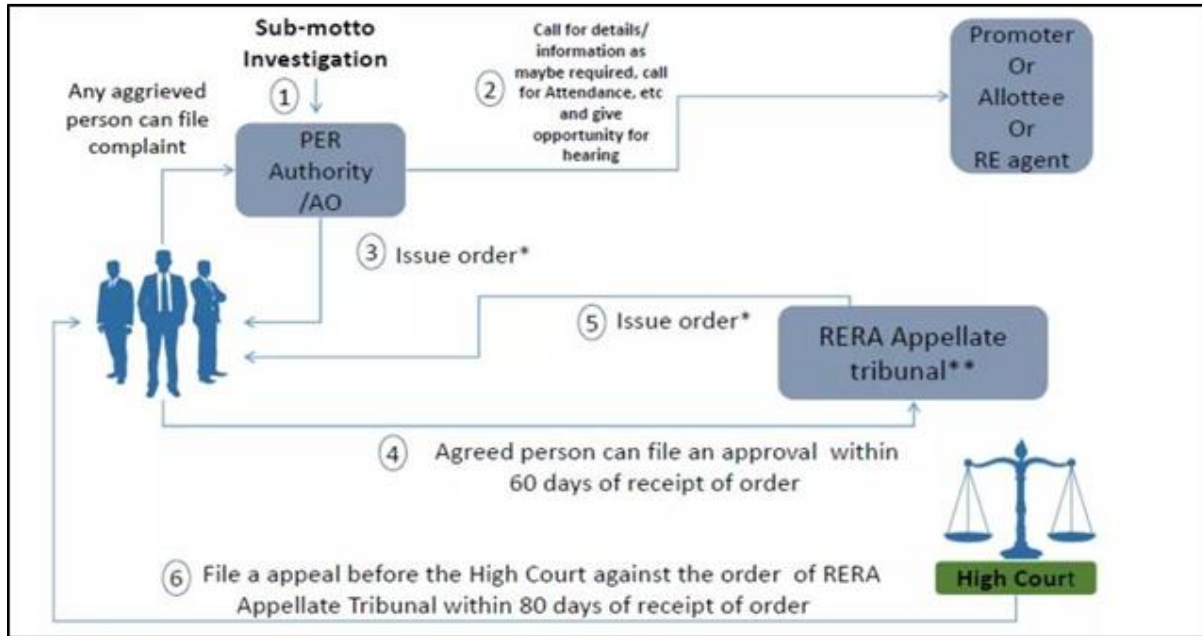 Sub-motto
Investigation
1
Any aggrieved
person can file
complaint
PER
Authority
/AO
2
Call for details/
information as
maybe required, call
for Attendance, etc
and give
opportunity for
hearing
Promoter
Or
Allottee
Or
RE agent
3 Issue order*
5 Issue order*
RERA Appellate
tribunal**
4 Agreed person can file an approval within
60 days of receipt of order
6 File a appeal before the High Court against the order of RERA
Appellate Tribunal within 80 days of receipt of order
High Court